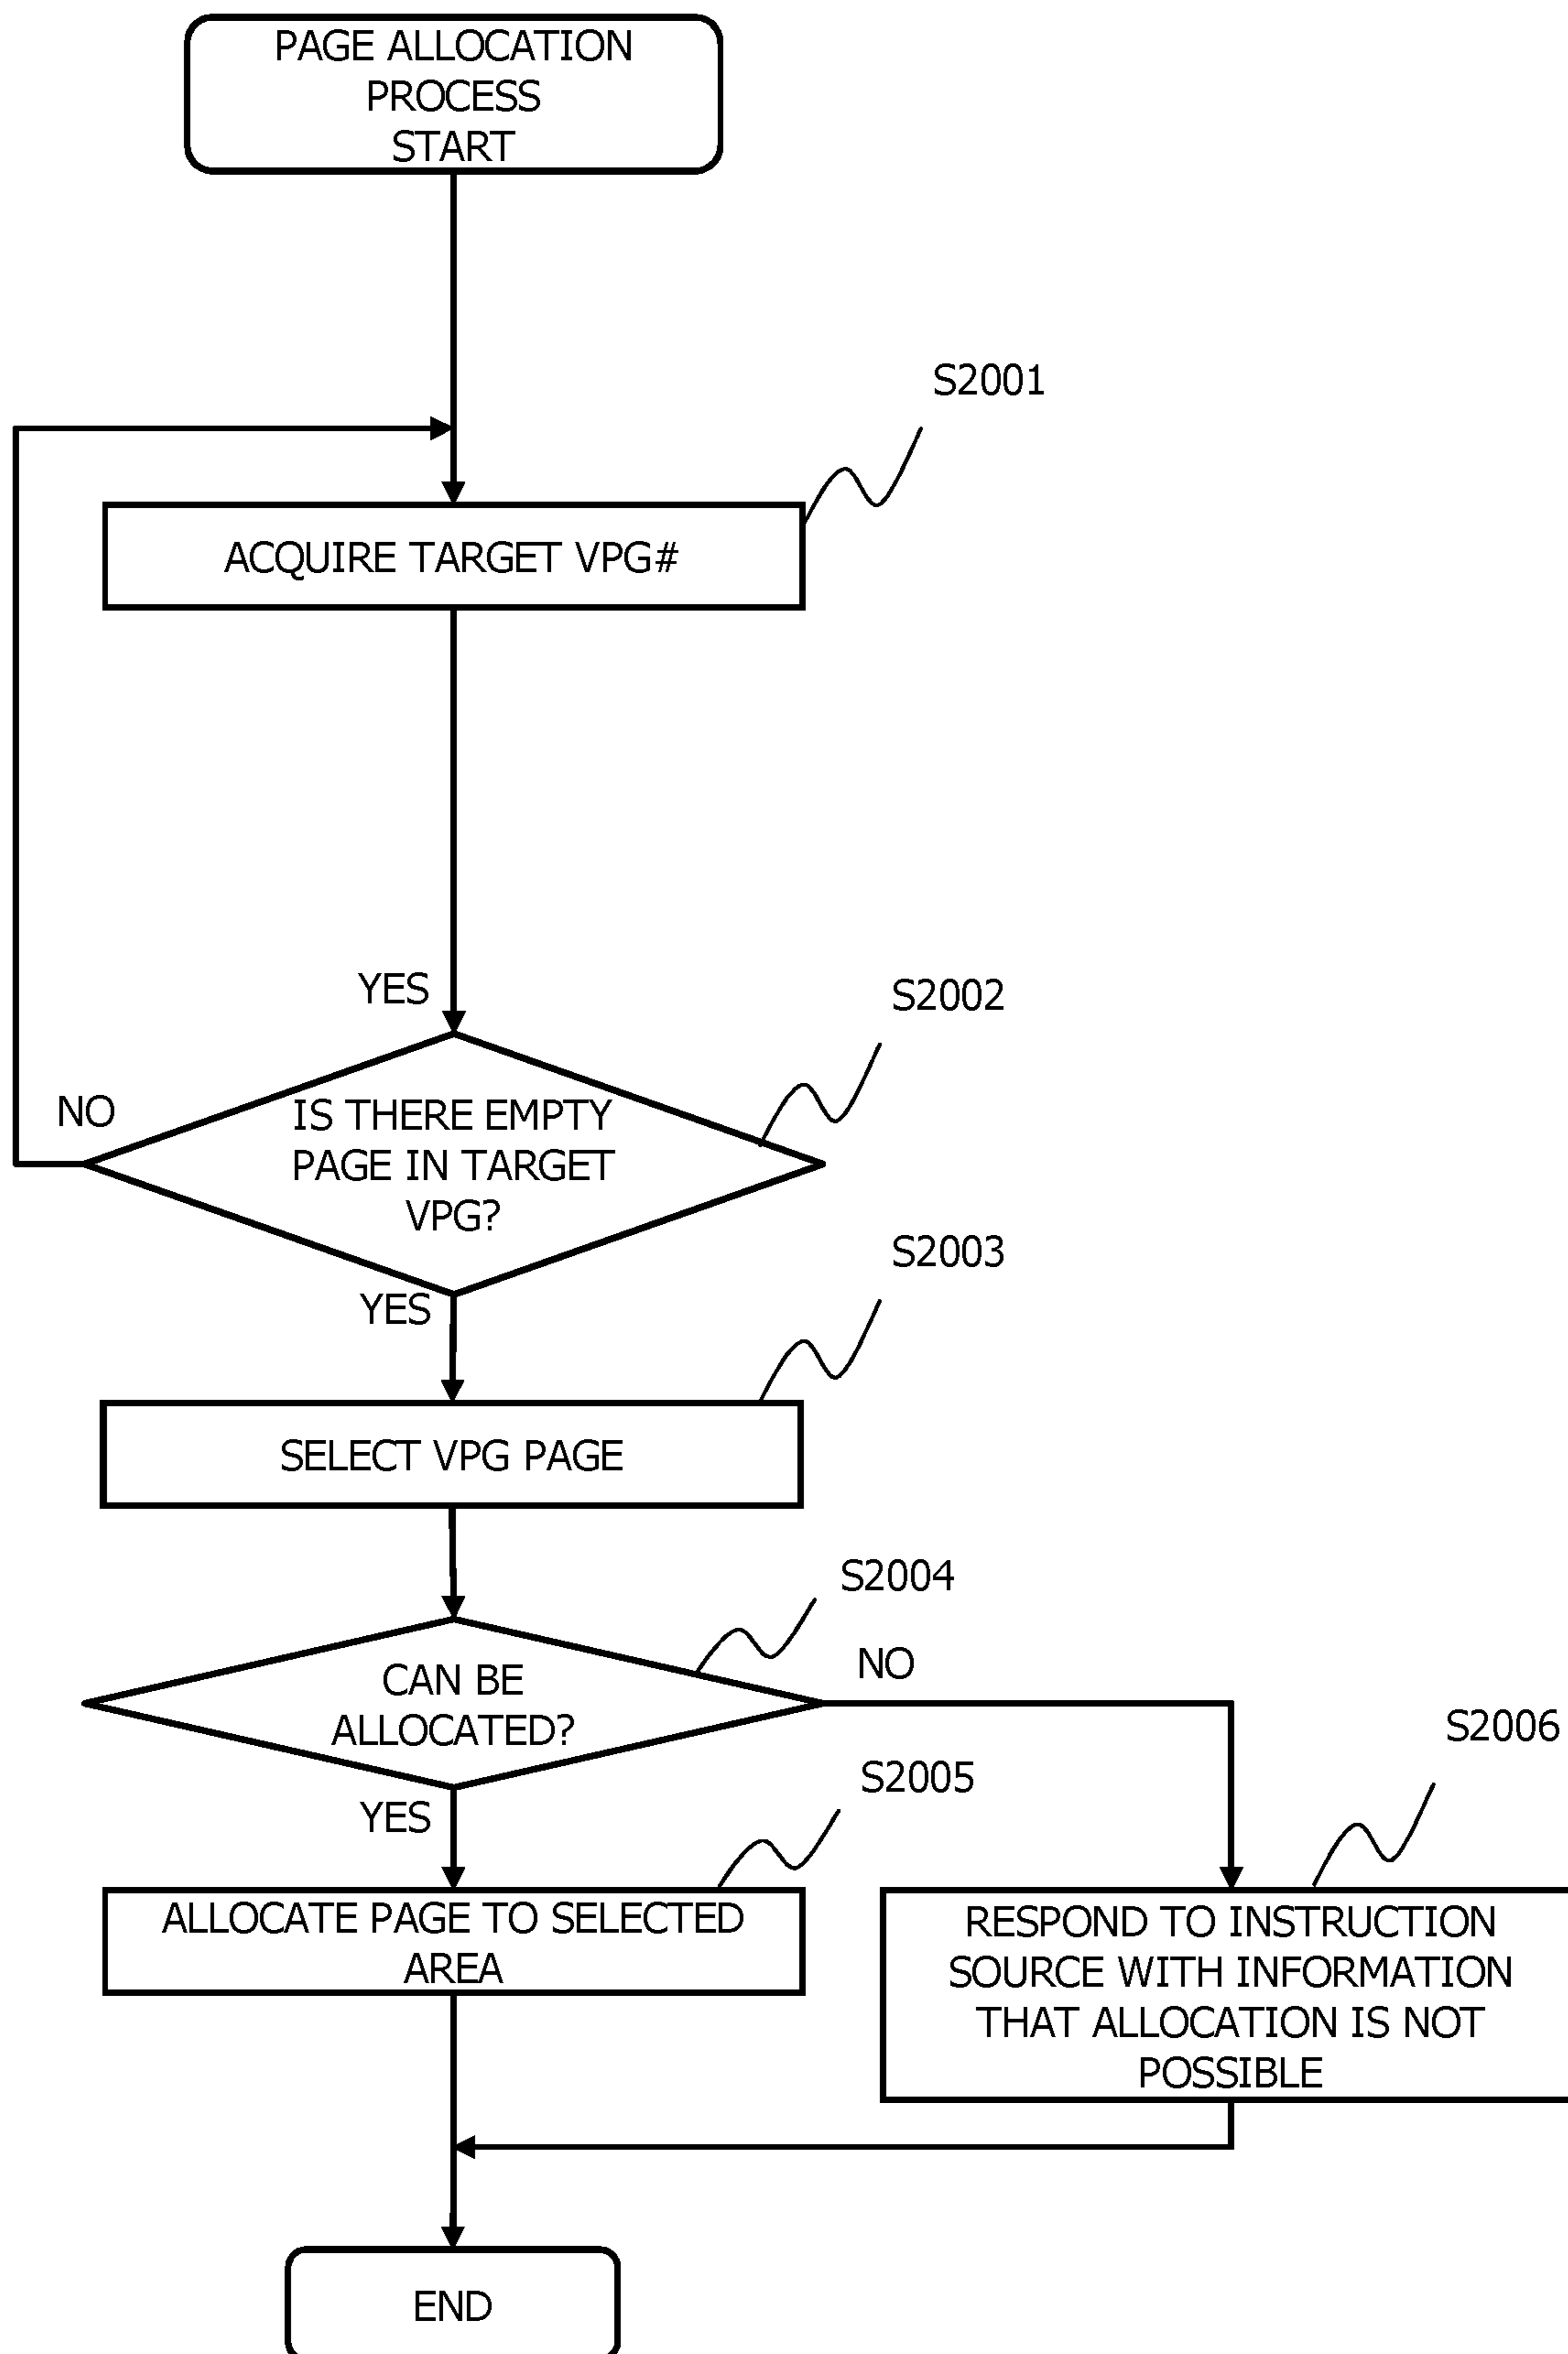 PAGE ALLOCATION
PROCESS
START
S2001
ACQUIRE TARGET VPG#
YES
S2002
NO
IS THERE EMPTY
PAGE IN TARGET
VPG?
S2003
YES
SELECT VPG PAGE
S2004
NO
CAN BE
ALLOCATED?
S2006
S2005
YES
ALLOCATE PAGE TO SELECTED
AREA
RESPOND TO INSTRUCTION
SOURCE WITH INFORMATION
THAT ALLOCATION IS NOT
POSSIBLE
END